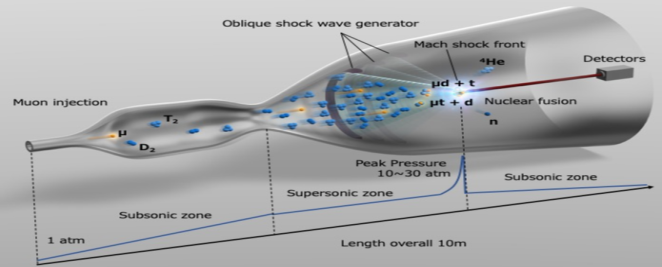 Oblique shock wave generator
Mach shock front
Detectors
⁴He
μd + t
Muon injection
μt + d
Nuclear fusion
T₂
μ
n
D₂
Peak Pressure
10~30 atm
Subsonic zone
Supersonic zone
Subsonic zone
1 atm
Length overall 10m